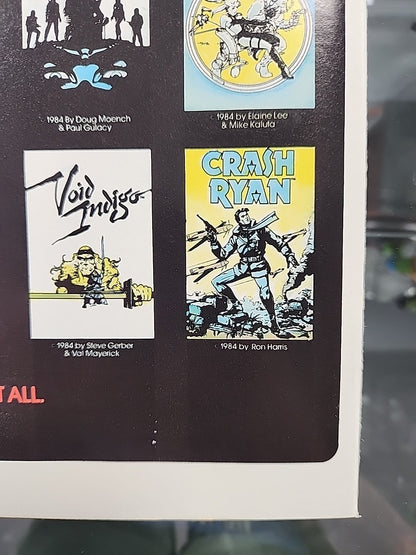 © 1984 By Doug Moench
& Paul Gulacy
© 1984 by Elaine Lee
& Mike Kaluta
Void
Indigo
CRASH
RYAN
© 1984 by Steve Gerber
& Val Mayerick
© 1984 by Ron Harris
T ALL.